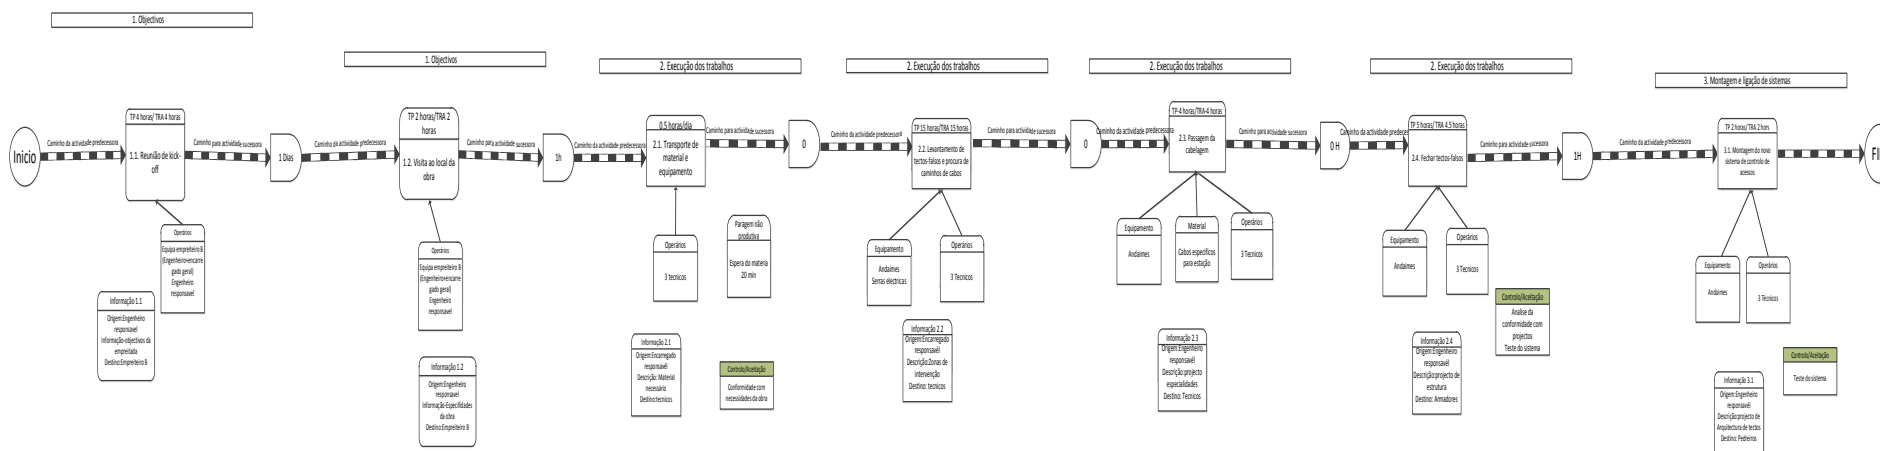 1. Objectivos
Inicio
Caminho da actividade predecessora
TP 4 horas/ TRA 4 horas
1.1. Reunião de kick-
off
Caminho para actividade sucessora
Operários
Equipa empreiteiro B
(Engenheiro+encarre
gado geral)
Engenheiro
responsavel
Informação 1.1
Origem:Engenheiro
responsavel
Informação-objectivos da
empreitada
Destino:Empreiteiro B
1 Dias
1. Objectivos
Caminho da actividade predecessora
TP 2 horas/TRA 2
horas
1.2. Visita ao local da
obra
Caminho para actividade sucessora
Operários
Equipa empreiteiro B
(Engenheiro+encarre
gado geral)
Engenheiro
responsavel
Informação 1.2
Origem:Engenheiro
responsavel
Informação-Especifidades
da obra
Destino:Empreiteiro B
1h
2. Execução dos trabalhos
Caminho da actividade predecessora
0.5 horas/dia
2.1. Transporte de
material e
equipamento
Caminho para actividade sucessora
Operários
3 tecnicos
Paragem não
produtiva
Espera do materia
20 min
Informação 2.1
Origem:Encarregado
responsavél
Descrição: Material
necessário
Destino:tecnicos
Controlo/Aceitação
Conformidade com
necessidades da obra
0
2. Execução dos trabalhos
Caminho da actividade predecessora
TP 15 horas/TRA 15 horas
2.2. Levantamento de
tectos-falsos e procura de
caminhos de cabos
Caminho para actividade sucessora
Equipamento
Andaimes
Serras electricas
Operários
3 Tecnicos
Informação 2.2
Origem:Encarregado
responsavél
Descrição:Zonas de
intervenção
Destino: tecnicos
0
2. Execução dos trabalhos
Caminho da actividade predecessora
TP-4 horas/TRA-4 horas
2.3. Passagem da
cabelagem
Caminho para actividade sucessora
Equipamento
Andaimes
Material
Cabos especificos
para estação
Operários
3 Tecnicos
Informação 2.3
Origem:Engenheiro
responsavél
Descrição:projecto
especialidades
Destino: Tecnicos
0 H
2. Execução dos trabalhos
Caminho da actividade predeces
TP 5 horas/ TRA 4.5 horas
2.4. Fechar tectos-falsos
Caminho para actividade sucessora
Equipamento
Andaimes
Operários
3 Tecnicos
Controlo/Aceitação
Analise da
conformidade com
projectos
Teste do sistema
Informação 2.4
Origem:Engenheiro
responsavél
Descrição:projecto de
estrutura
Destino: Armadores
1H
3. Montagem e ligação de sistemas
Caminho da actividade predecessora
TP 2 horas/ TRA 2 hors
3.1. Montagem do novo
sistema de controlo de
acessos
Equipamento
Andaimes
Operários
3 Técnicos
Controlo/Aceitação
Teste do sistema
Informação 3.1
Origem:Engenheiro
responsavél
Descrição:projecto de
Arquitectura de tectos
Destino: Pedreiros